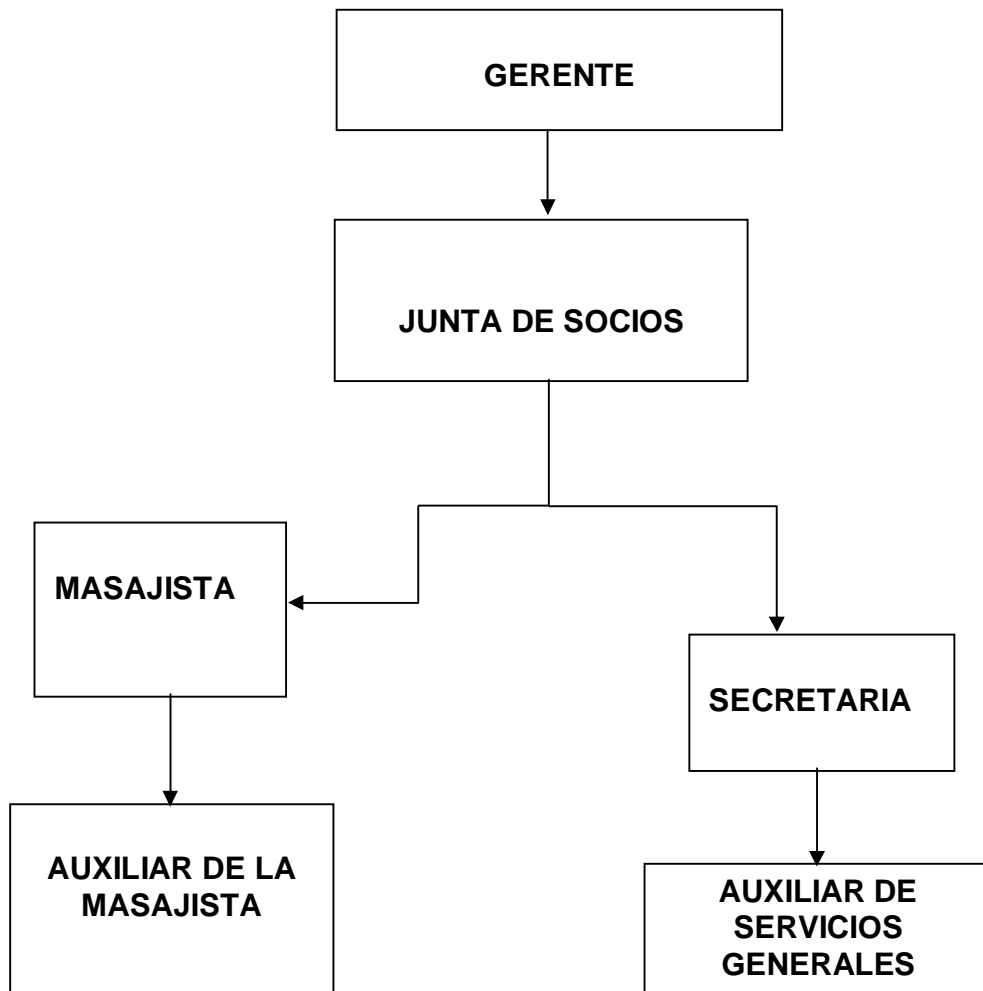 GERENTE
JUNTA DE SOCIOS
MASAJISTA
SECRETARIA
AUXILIAR DE LA
MASAJISTA
AUXILIAR DE
SERVICIOS
GENERALES